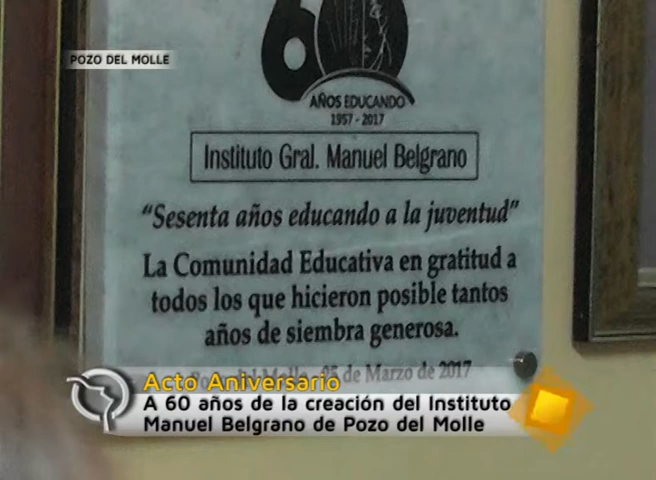 POZO DEL MOLLE
60
AÑOS EDUCANDO
1957 - 2017
Instituto Gral. Manuel Belgrano
"Sesenta años educando a la juventud"
La Comunidad Educativa en gratitud a
todos los que hicieron posible tantos
años de siembra generosa.
de Marzo de 2017
Acto Aniversario
A 60 años de la creación del Instituto
Manuel Belgrano de Pozo del Molle